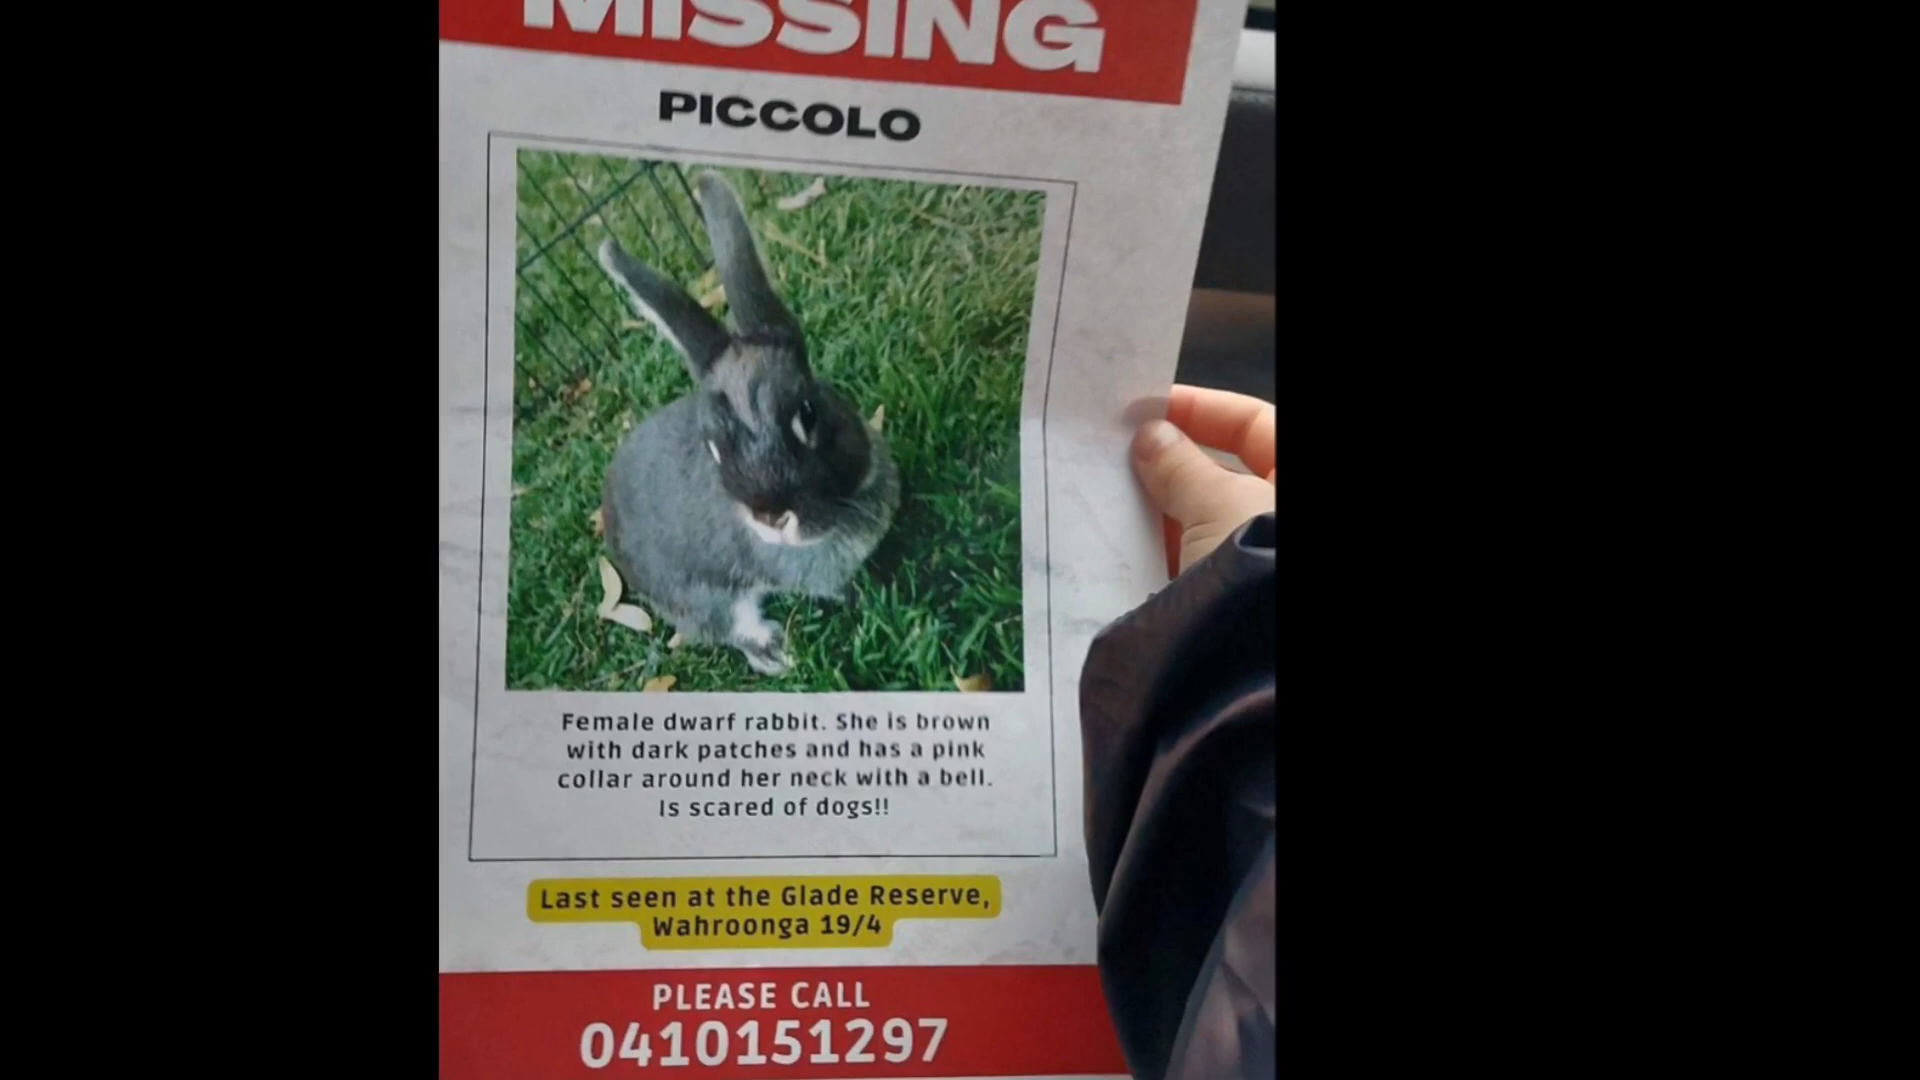 MISSING
PICCOLO
Female dwarf rabbit. She is brown
with dark patches and has a pink
collar around her neck with a bell.
Is scared of dogs!!
Last seen at the Glade Reserve,
Wahroonga 19/4
PLEASE CALL
0410151297